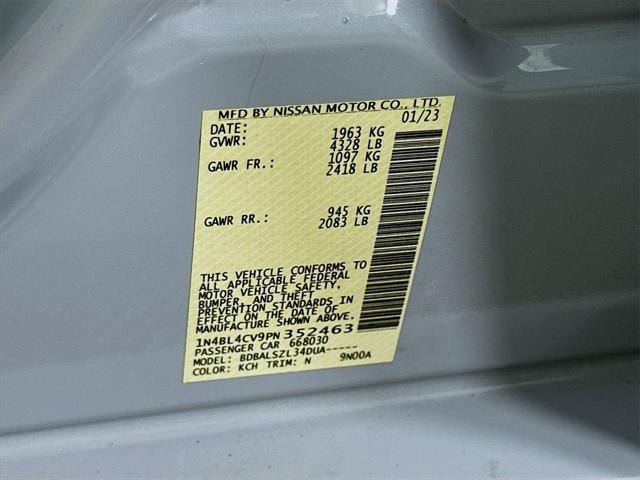 MFD BY NISSAN MOTOR CO., LTD.
DATE: 01/23
GVWR: 1963 KG
4328 LB
GAWR FR.: 1097 KG
2418 LB
GAWR RR.: 945 KG
2083 LB
THIS VEHICLE CONFORMS TO
ALL APPLICABLE FEDERAL
MOTOR VEHICLE SAFETY,
BUMPER, AND THEFT
PREVENTION STANDARDS IN
EFFECT ON THE DATE OF
MANUFACTURE SHOWN ABOVE.
1N4BL4CV9PN352463
PASSENGER CAR 668030
MODEL: BDBALSZL34DUA-----
COLOR: KCH TRIM: N 9N00A